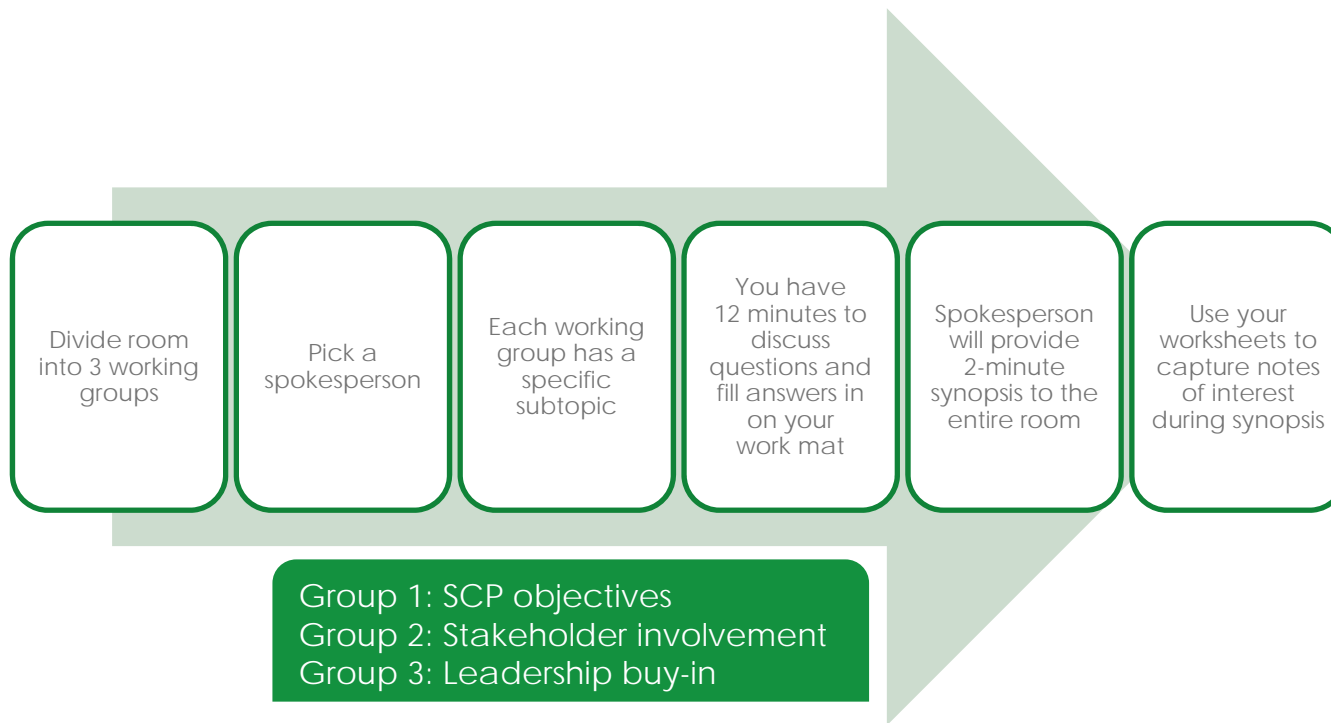 Divide room
into 3 working
groups
Pick a
spokesperson
Each working
group has a
specific
subtopic
You have
12 minutes to
discuss
questions and
fill answers in
on your
work mat
Spokesperson
will provide
2-minute
synopsis to the
entire room
Use your
worksheets to
capture notes
of interest
during synopsis
Group 1: SCP objectives
Group 2: Stakeholder involvement
Group 3: Leadership buy-in